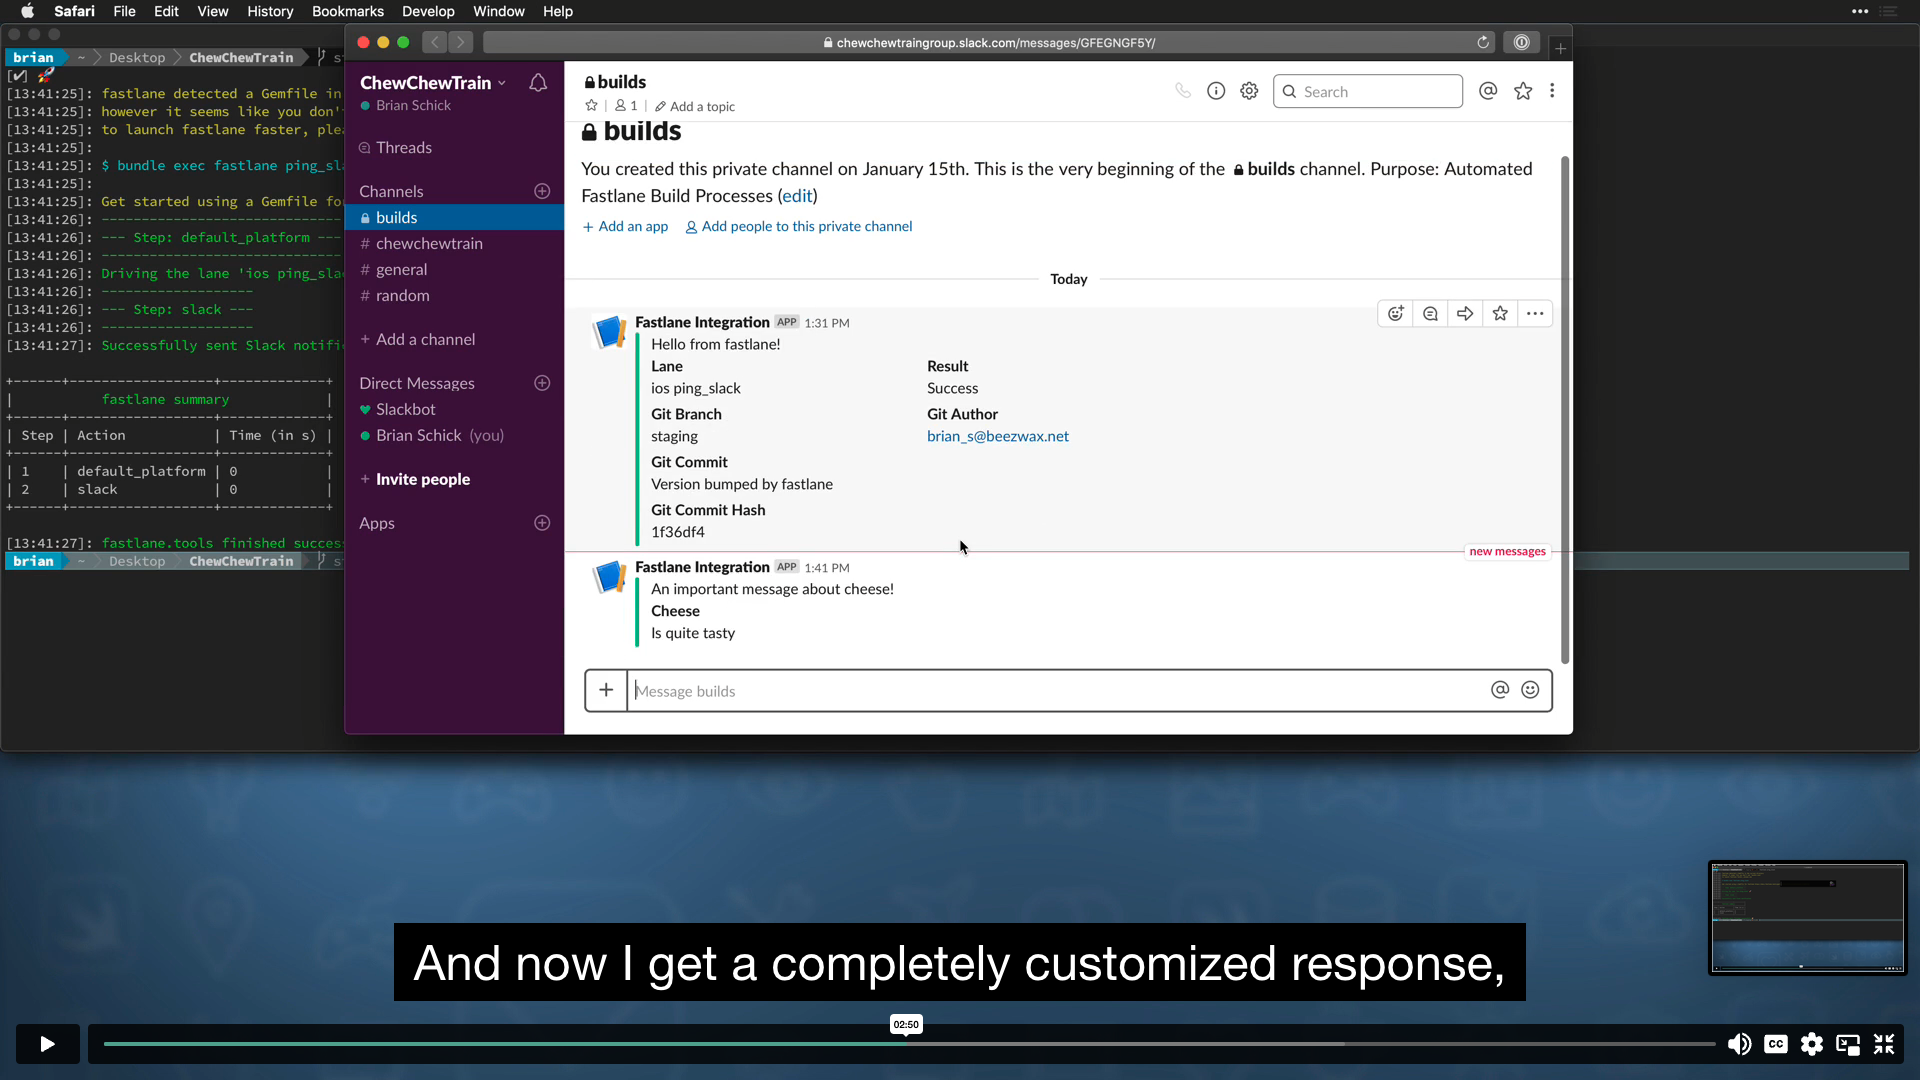 Safari File Edit View History Bookmarks Develop Window Help
brian ~ Desktop ChewChewTrain
[13:41:25]: fastlane detected a Gemfile in
[13:41:25]: however it seems like you don'
[13:41:25]: to launch fastlane faster, ple
[13:41:25]:
[13:41:25]: $ bundle exec fastlane ping_sl
[13:41:25]:
[13:41:25]: Get started using a Gemfile fo
[13:41:26]: --------------------------------
[13:41:26]: --- Step: default_platform ---
[13:41:26]: --------------------------------
[13:41:26]: Driving the lane 'ios ping_sla
[13:41:26]: -------------------
[13:41:26]: --- Step: slack ---
[13:41:26]: -------------------
[13:41:27]: Successfully sent Slack notifi
fastlane summary
| Step | Action | Time (in s) |
| 1 | default_platform | 0 |
| 2 | slack | 0 |
[13:41:27]: fastlane.tools finished succes
brian ~ Desktop ChewChewTrain
chewchewtraingroup.slack.com/messages/GFEGNGF5Y/
ChewChewTrain
Brian Schick
Threads
Channels
builds
# chewchewtrain
# general
# random
+ Add a channel
Direct Messages
Slackbot
Brian Schick (you)
+ Invite people
Apps
builds
1 | Add a topic
Search
builds
You created this private channel on January 15th. This is the very beginning of the builds channel. Purpose: Automated
Fastlane Build Processes (edit)
+ Add an app Add people to this private channel
Today
Fastlane Integration APP 1:31 PM
Hello from fastlane!
Lane Result
ios ping_slack Success
Git Branch Git Author
staging brian_s@beezwax.net
Git Commit
Version bumped by fastlane
Git Commit Hash
1f36df4
new messages
Fastlane Integration APP 1:41 PM
An important message about cheese!
Cheese
Is quite tasty
Message builds
And now I get a completely customized response,
02:50
CC